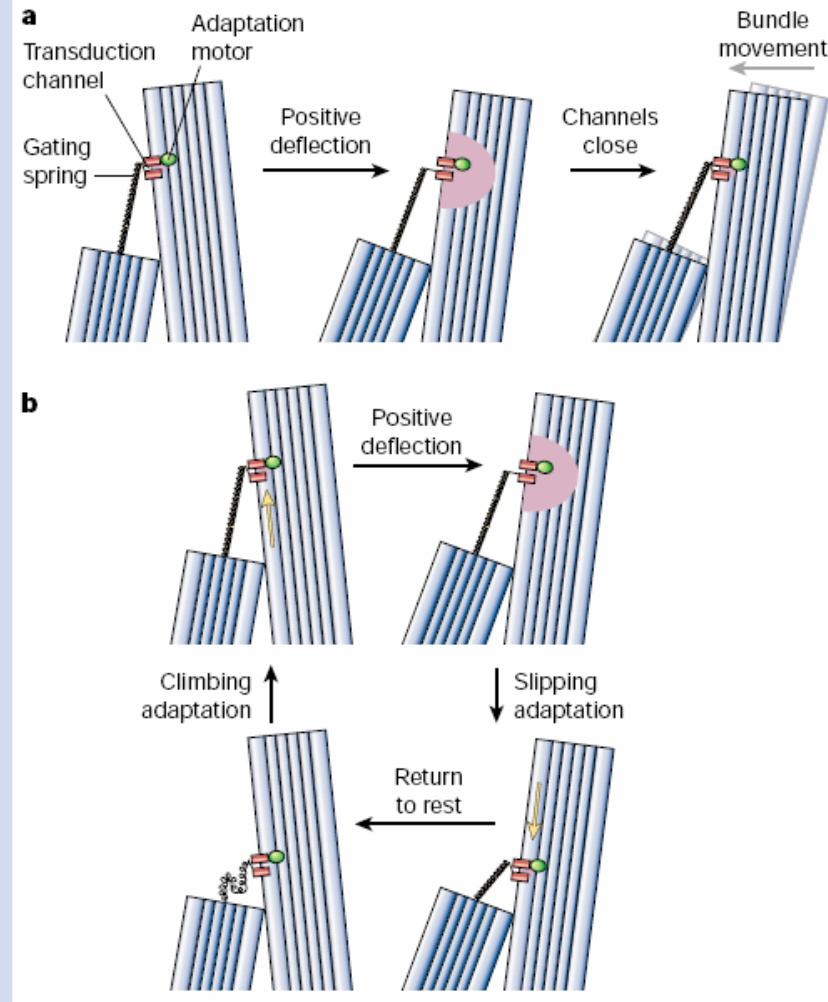 a
Transduction
channel
Adaptation
motor
Gating
spring
Positive
deflection
Channels
close
Bundle
movement
b
Positive
deflection
Climbing
adaptation
Slipping
adaptation
Return
to rest